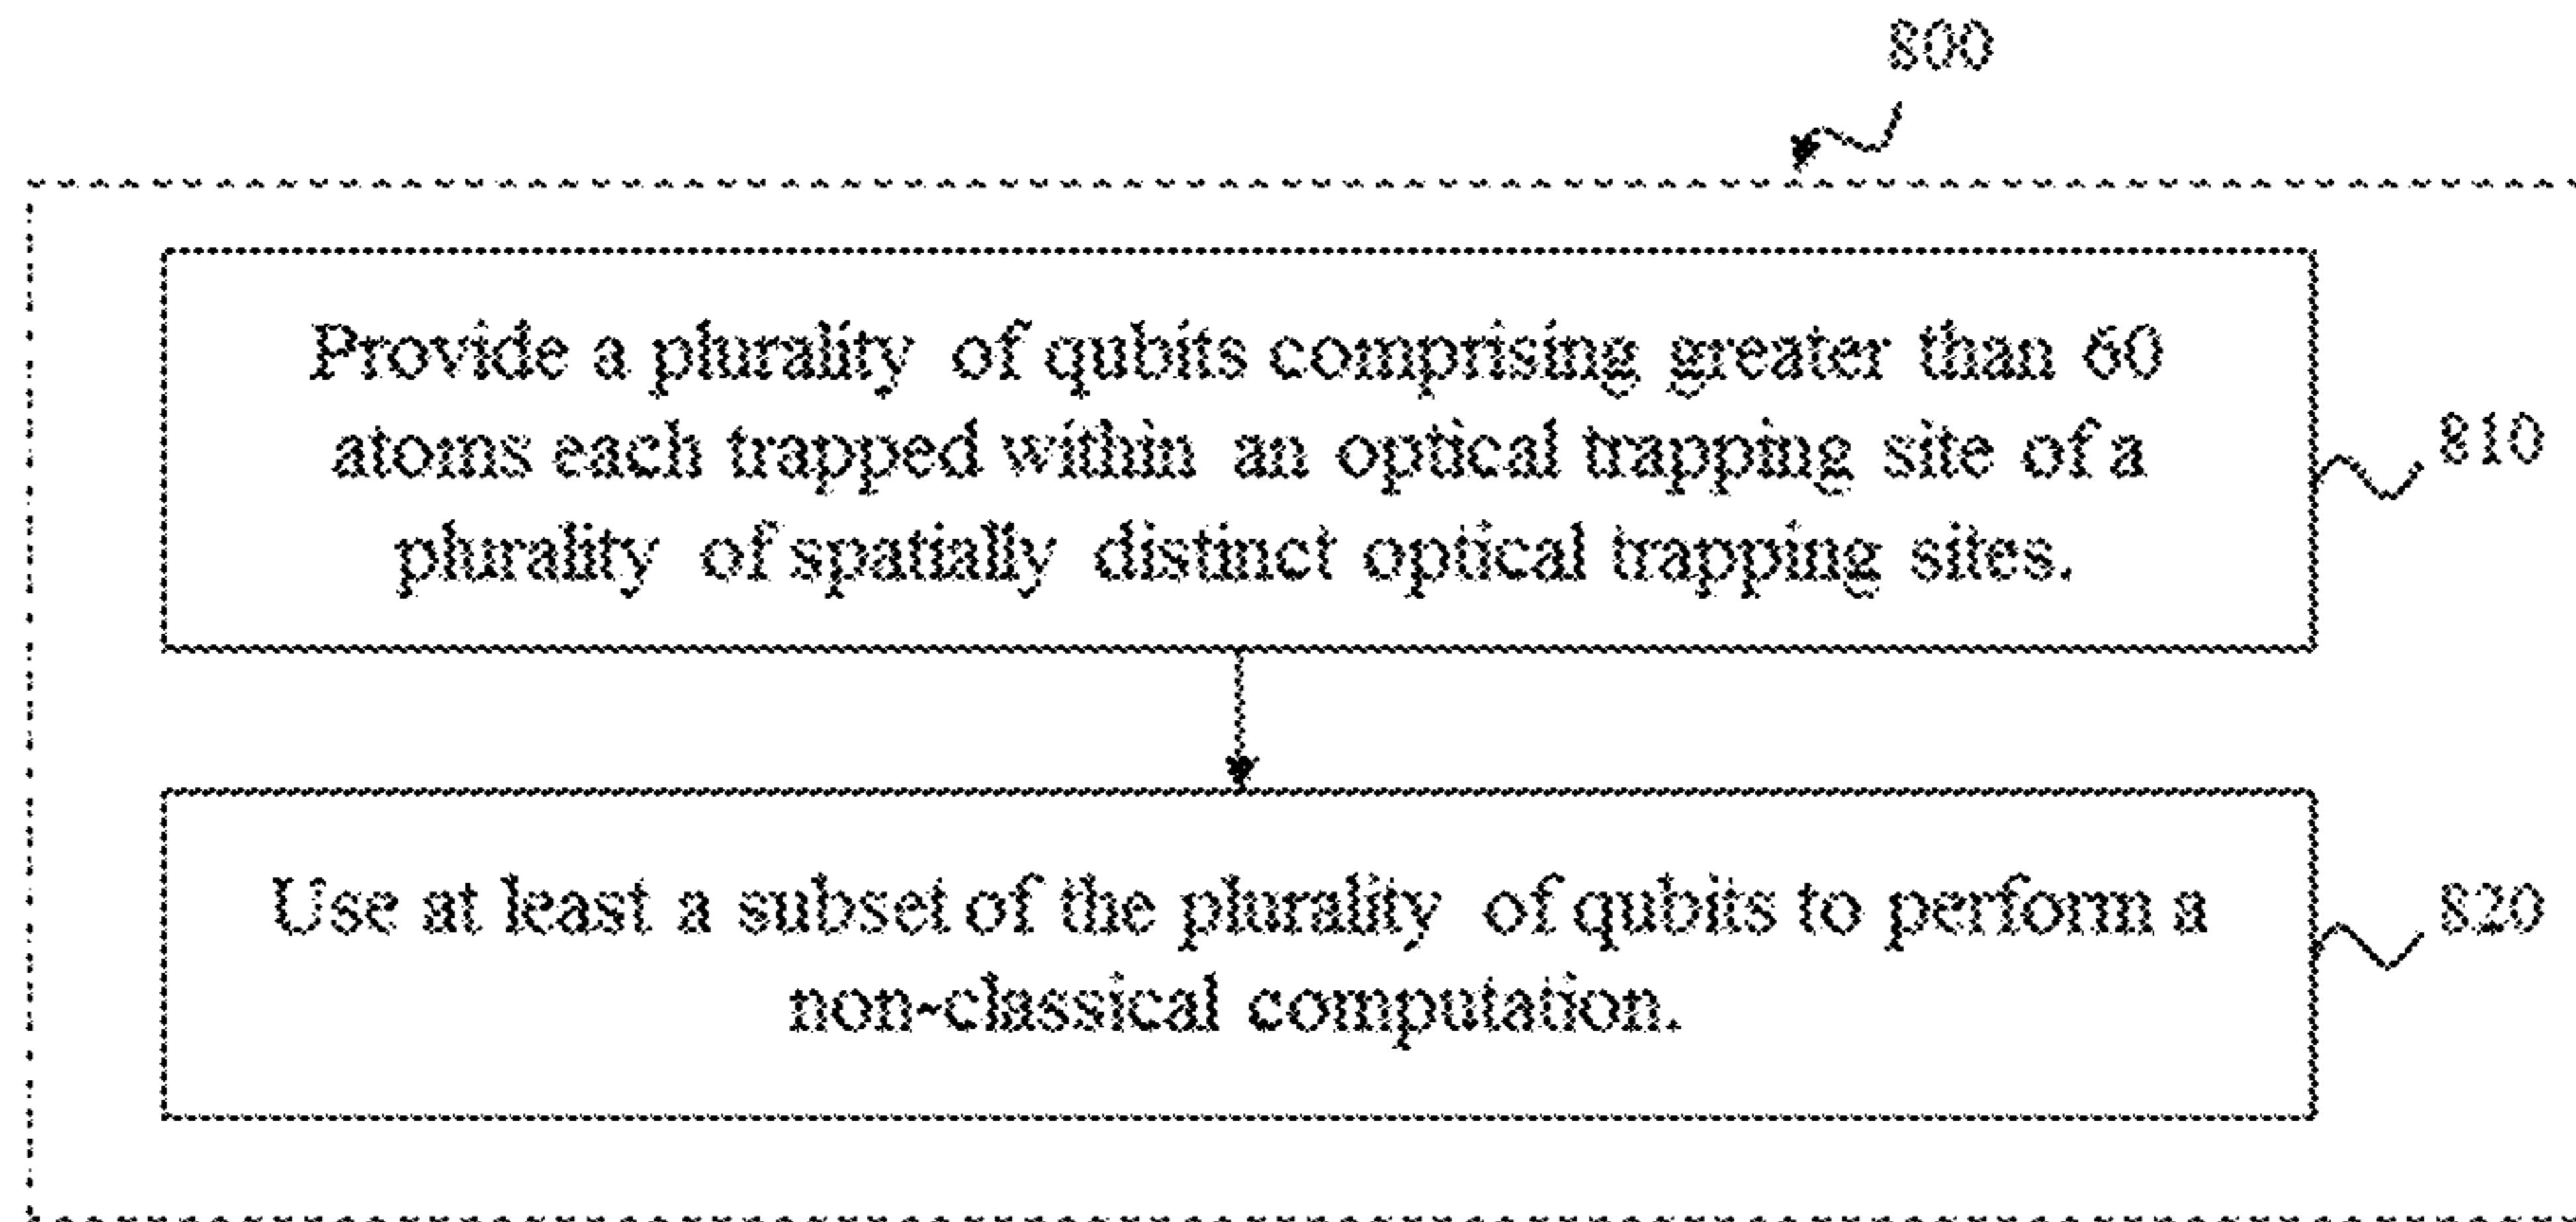 800
Provide a plurality of qubits comprising greater than 60
atoms each trapped within an optical trapping site of a
plurality of spatially distinct optical trapping sites.
810
Use at least a subset of the plurality of qubits to perform a
non-classical computation.
820